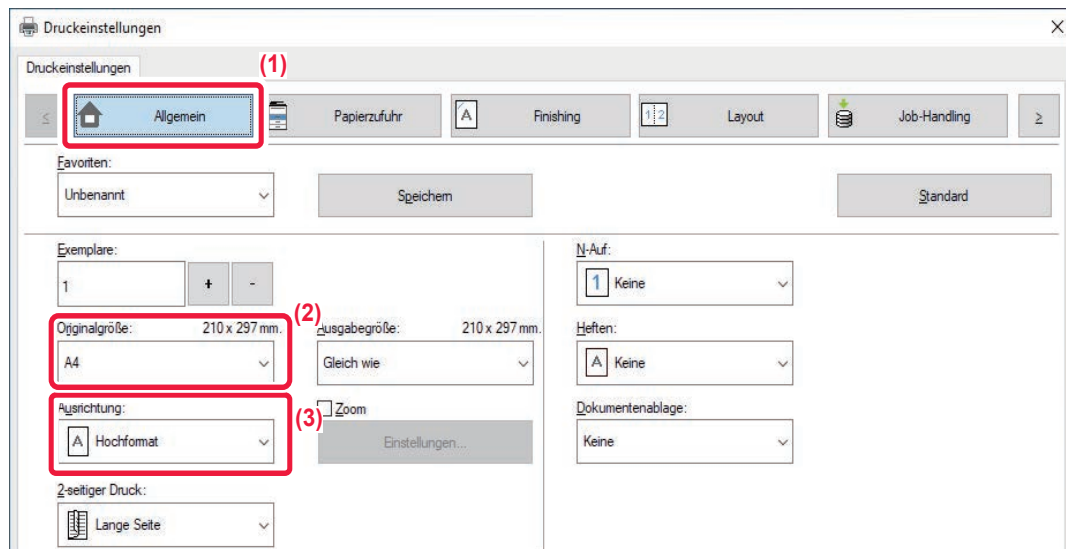 Druckeinstellungen
Druckeinstellungen
(1)
< Allgemein Papierzufuhr A Finishing 1 2 Layout Job-Handling >
Favoriten:
Unbenannt Speichern Standard
Exemplare: N-Auf:
1 + - 1 Keine
(2)
Originalgröße: 210 x 297 mm. Ausgabegröße: 210 x 297 mm. Heften:
A4 Gleich wie A Keine
Ausrichtung: (3) Zoom Dokumentenablage:
A Hochformat Einstellungen... Keine
2-seitiger Druck:
Lange Seite